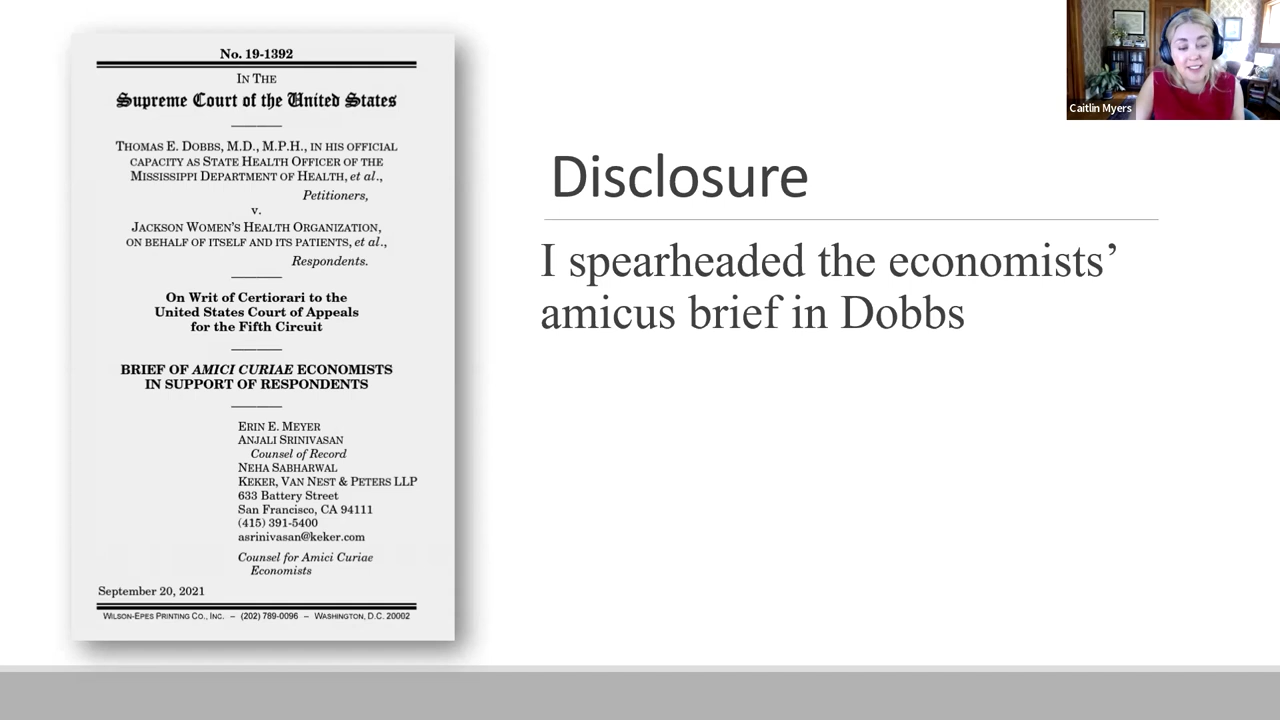 No. 19-1392
IN THE
Supreme Court of the United States
THOMAS E. DOBBS, M.D., M.P.H., IN HIS OFFICIAL
CAPACITY AS STATE HEALTH OFFICER OF THE
MISSISSIPPI DEPARTMENT OF HEALTH, et al.,
Petitioners,
v.
JACKSON WOMEN'S HEALTH ORGANIZATION,
ON BEHALF OF ITSELF AND ITS PATIENTS, et al.,
Respondents.
On Writ of Certiorari to the
United States Court of Appeals
for the Fifth Circuit
BRIEF OF AMICI CURIAE ECONOMISTS
IN SUPPORT OF RESPONDENTS
ERIN E. MEYER
ANJALI SRINIVASAN
Counsel of Record
NEHA SABHARWAL
KEKER, VAN NEST & PETERS LLP
633 Battery Street
San Francisco, CA 94111
(415) 391-5400
asrinivasan@keker.com
Counsel for Amici Curiae
Economists
September 20, 2021
WILSON-EPES PRINTING CO., INC. – (202) 789-0096 – WASHINGTON, D.C. 20002
Disclosure
I spearheaded the economists’
amicus brief in Dobbs
Caitlin Myers